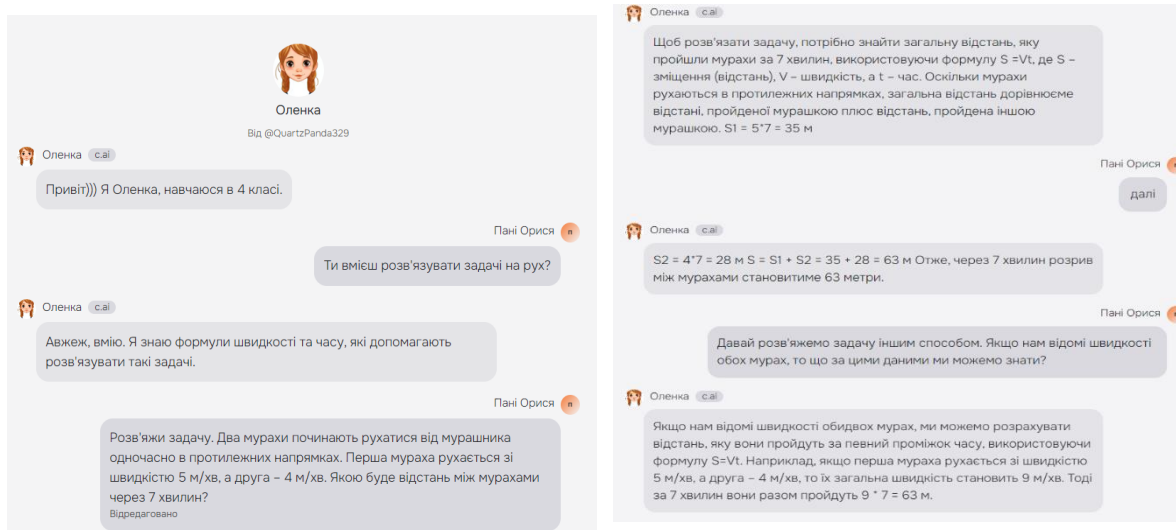 Оленка
Від @QuartzPanda329
Оленка c.ai
Привіт))) Я Оленка, навчаюся в 4 класі.
Пані Орися п
Ти вмієш розв'язувати задачі на рух?
Оленка c.ai
Авжеж, вмію. Я знаю формули швидкості та часу, які допомагають
розв'язувати такі задачі.
Пані Орися п
Розв'яжи задачу. Два мурахи починають рухатися від мурашника
одночасно в протилежних напрямках. Перша мураха рухається зі
швидкістю 5 м/хв, а друга – 4 м/хв. Якою буде відстань між мурахами
через 7 хвилин?
Відредаговано
Оленка c.ai
Щоб розв'язати задачу, потрібно знайти загальну відстань, яку
пройшли мурахи за 7 хвилин, використовуючи формулу S =Vt, де S –
зміщення (відстань), V – швидкість, а t – час. Оскільки мурахи
рухаються в протилежних напрямках, загальна відстань дорівнюєме
відстані, пройденої мурашкою плюс відстань, пройдена іншою
мурашкою. S1 = 5*7 = 35 м
Пані Орися
далі
Оленка c.ai
S2 = 4*7 = 28 м S = S1 + S2 = 35 + 28 = 63 м Отже, через 7 хвилин розрив
між мурахами становитиме 63 метри.
Пані Орися
Давай розв'яжемо задачу іншим способом. Якщо нам відомі швидкості
обох мурах, то що за цими даними ми можемо знати?
Оленка c.ai
Якщо нам відомі швидкості обидвох мурах, ми можемо розрахувати
відстань, яку вони пройдуть за певний проміжок часу, використовуючи
формулу S=Vt. Наприклад, якщо перша мураха рухається зі швидкістю
5 м/хв, а друга – 4 м/хв, то їх загальна швидкість становить 9 м/хв. Тоді
за 7 хвилин вони разом пройдуть 9 * 7 = 63 м.